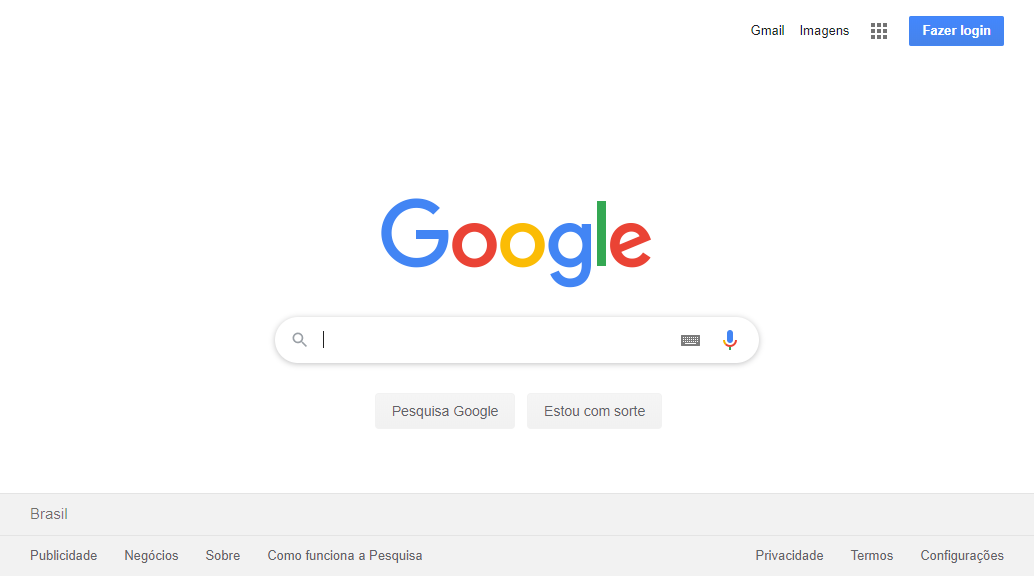 Gmail Imagens Fazer login
Google
Pesquisa Google Estou com sorte
Brasil
Publicidade Negócios Sobre Como funciona a Pesquisa Privacidade Termos Configurações